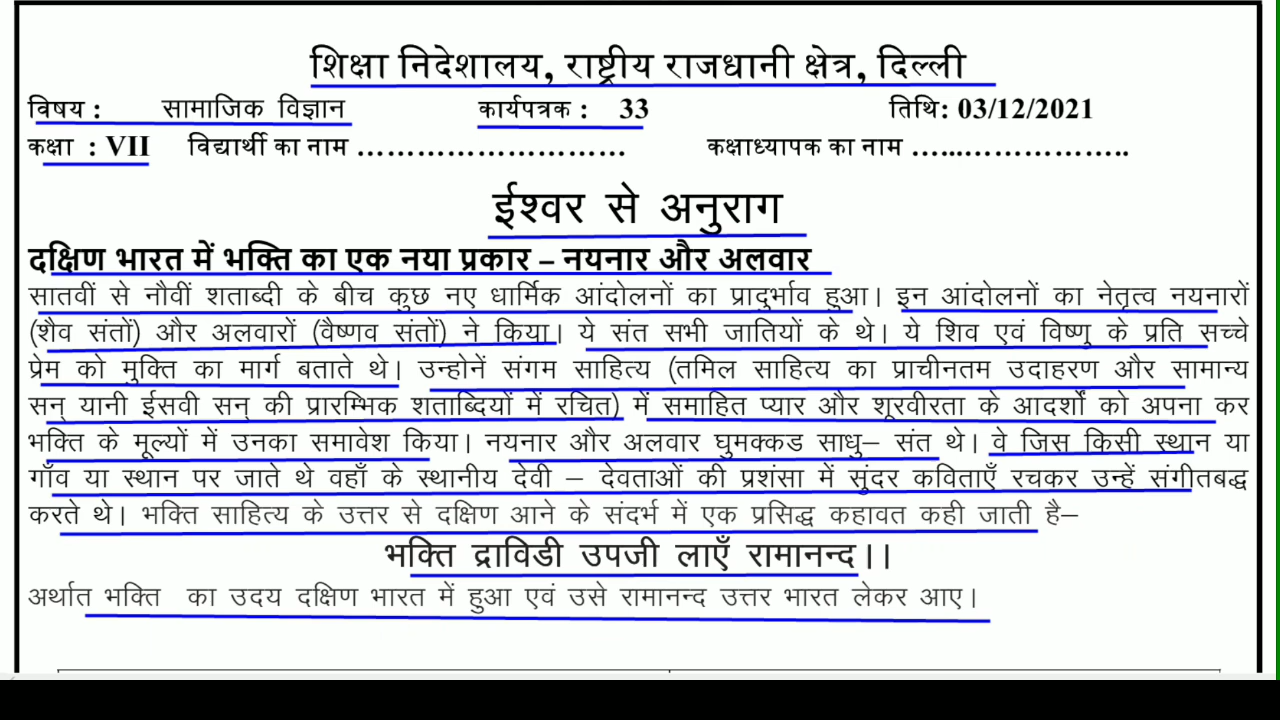 शिक्षा निदेशालय, राष्ट्रीय राजधानी क्षेत्र, दिल्ली
विषय : सामाजिक विज्ञान कार्यपत्रक : 33 तिथि: 03/12/2021
कक्षा : VII विद्यार्थी का नाम ………………………… कक्षाध्यापक का नाम …...……………..
ईश्वर से अनुराग
दक्षिण भारत में भक्ति का एक नया प्रकार – नयनार और अलवार
सातवीं से नौवीं शताब्दी के बीच कुछ नए धार्मिक आंदोलनों का प्रादुर्भाव हुआ। इन आंदोलनों का नेतृत्व नयनारों
(शैव संतों) और अलवारों (वैष्णव संतों) ने किया। ये संत सभी जातियों के थे। ये शिव एवं विष्णु के प्रति सच्चे
प्रेम को मुक्ति का मार्ग बताते थे। उन्होनें संगम साहित्य (तमिल साहित्य का प्राचीनतम उदाहरण और सामान्य
सन् यानी ईसवी सन् की प्रारम्भिक शताब्दियों में रचित) में समाहित प्यार और शूरवीरता के आदर्शों को अपना कर
भक्ति के मूल्यों में उनका समावेश किया। नयनार और अलवार घुमक्कड साधु– संत थे। वे जिस किसी स्थान या
गाँव या स्थान पर जाते थे वहाँ के स्थानीय देवी – देवताओं की प्रशंसा में सुंदर कविताएँ रचकर उन्हें संगीतबद्ध
करते थे। भक्ति साहित्य के उत्तर से दक्षिण आने के संदर्भ में एक प्रसिद्ध कहावत कही जाती है–
भक्ति द्राविडी उपजी लाएँ रामानन्द।।
अर्थात भक्ति का उदय दक्षिण भारत में हुआ एवं उसे रामानन्द उत्तर भारत लेकर आए।